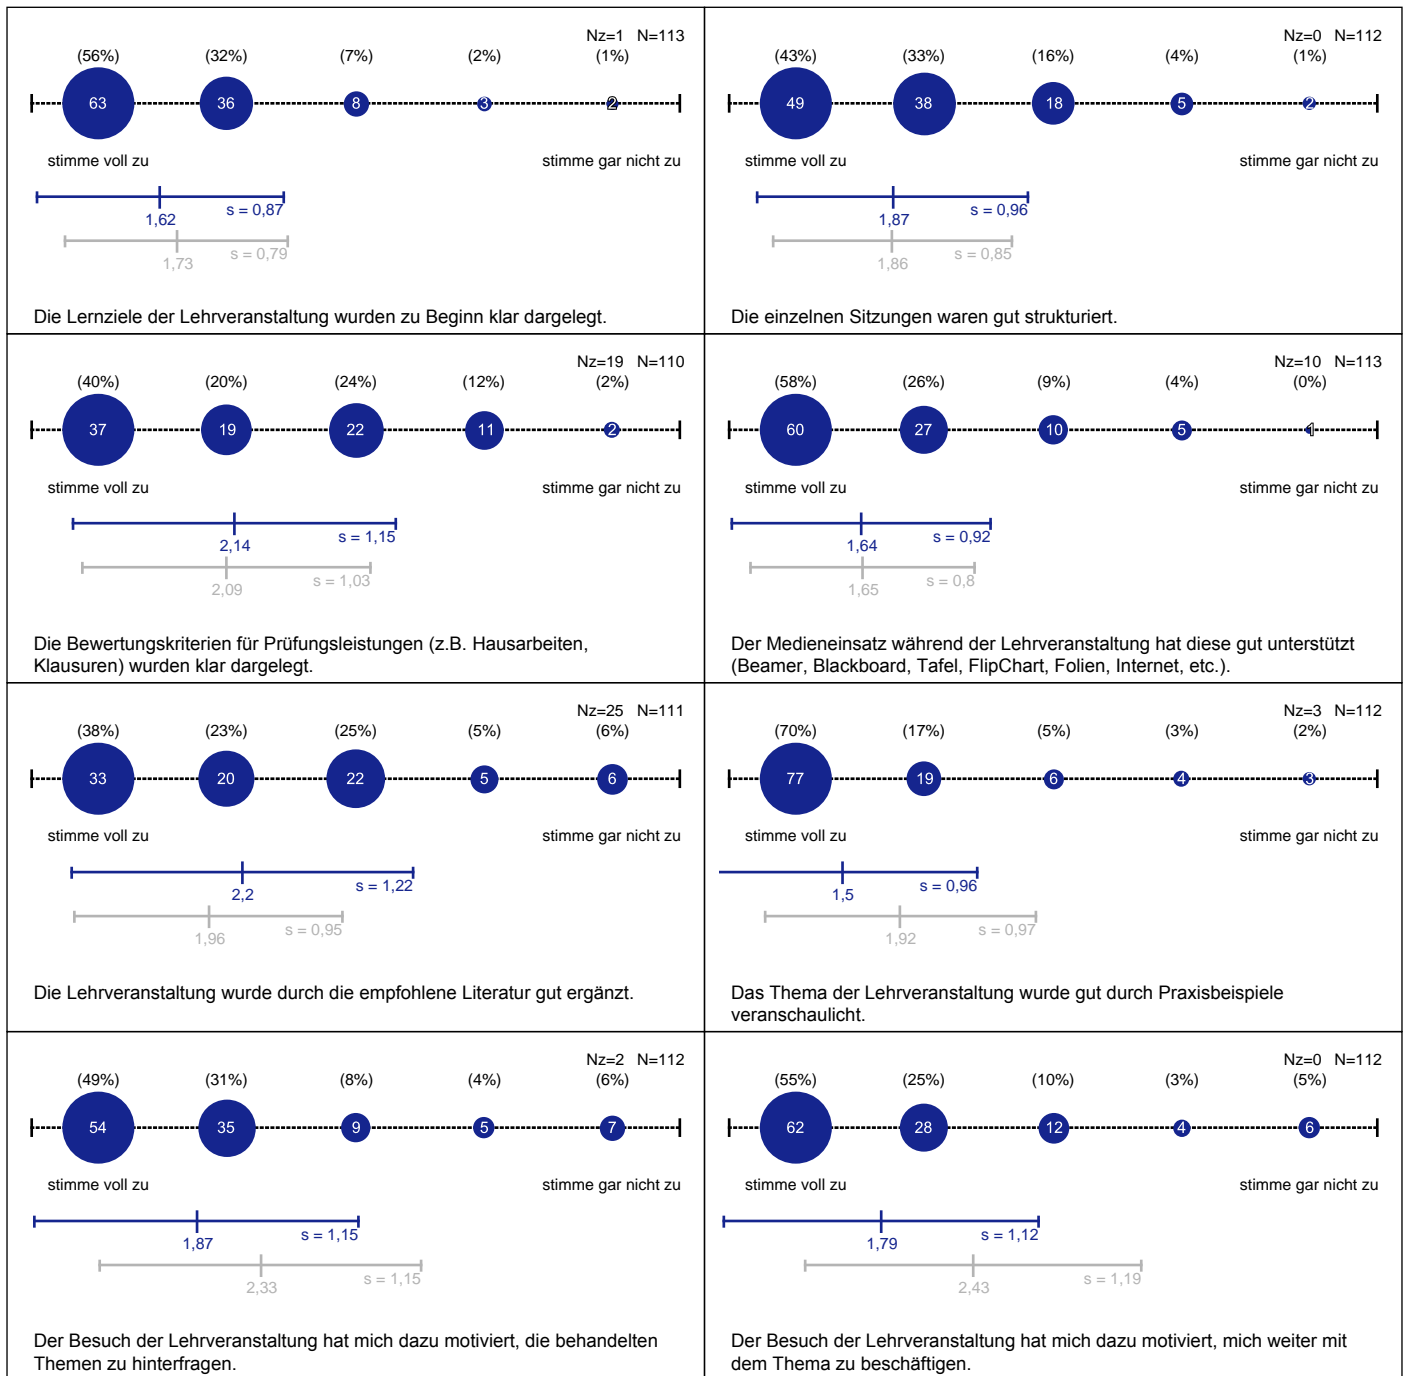 Nz=1 N=113
(56%) (32%) (7%) (2%) (1%)
63 36 8 3 2
stimme voll zu stimme gar nicht zu
1,62 s = 0,87
1,73 s = 0,79
Die Lernziele der Lehrveranstaltung wurden zu Beginn klar dargelegt.
Nz=0 N=112
(43%) (33%) (16%) (4%) (1%)
49 38 18 5 2
stimme voll zu stimme gar nicht zu
1,87 s = 0,96
1,86 s = 0,85
Die einzelnen Sitzungen waren gut strukturiert.
Nz=19 N=110
(40%) (20%) (24%) (12%) (2%)
37 19 22 11 2
stimme voll zu stimme gar nicht zu
2,14 s = 1,15
2,09 s = 1,03
Die Bewertungskriterien für Prüfungsleistungen (z.B. Hausarbeiten,
Klausuren) wurden klar dargelegt.
Nz=10 N=113
(58%) (26%) (9%) (4%) (0%)
60 27 10 5 1
stimme voll zu stimme gar nicht zu
1,64 s = 0,92
1,65 s = 0,8
Der Medieneinsatz während der Lehrveranstaltung hat diese gut unterstützt
(Beamer, Blackboard, Tafel, FlipChart, Folien, Internet, etc.).
Nz=25 N=111
(38%) (23%) (25%) (5%) (6%)
33 20 22 5 6
stimme voll zu stimme gar nicht zu
2,2 s = 1,22
1,96 s = 0,95
Die Lehrveranstaltung wurde durch die empfohlene Literatur gut ergänzt.
Nz=3 N=112
(70%) (17%) (5%) (3%) (2%)
77 19 6 4 3
stimme voll zu stimme gar nicht zu
1,5 s = 0,96
1,92 s = 0,97
Das Thema der Lehrveranstaltung wurde gut durch Praxisbeispiele
veranschaulicht.
Nz=2 N=112
(49%) (31%) (8%) (4%) (6%)
54 35 9 5 7
stimme voll zu stimme gar nicht zu
1,87 s = 1,15
2,33 s = 1,15
Der Besuch der Lehrveranstaltung hat mich dazu motiviert, die behandelten
Themen zu hinterfragen.
Nz=0 N=112
(55%) (25%) (10%) (3%) (5%)
62 28 12 4 6
stimme voll zu stimme gar nicht zu
1,79 s = 1,12
2,43 s = 1,19
Der Besuch der Lehrveranstaltung hat mich dazu motiviert, mich weiter mit
dem Thema zu beschäftigen.